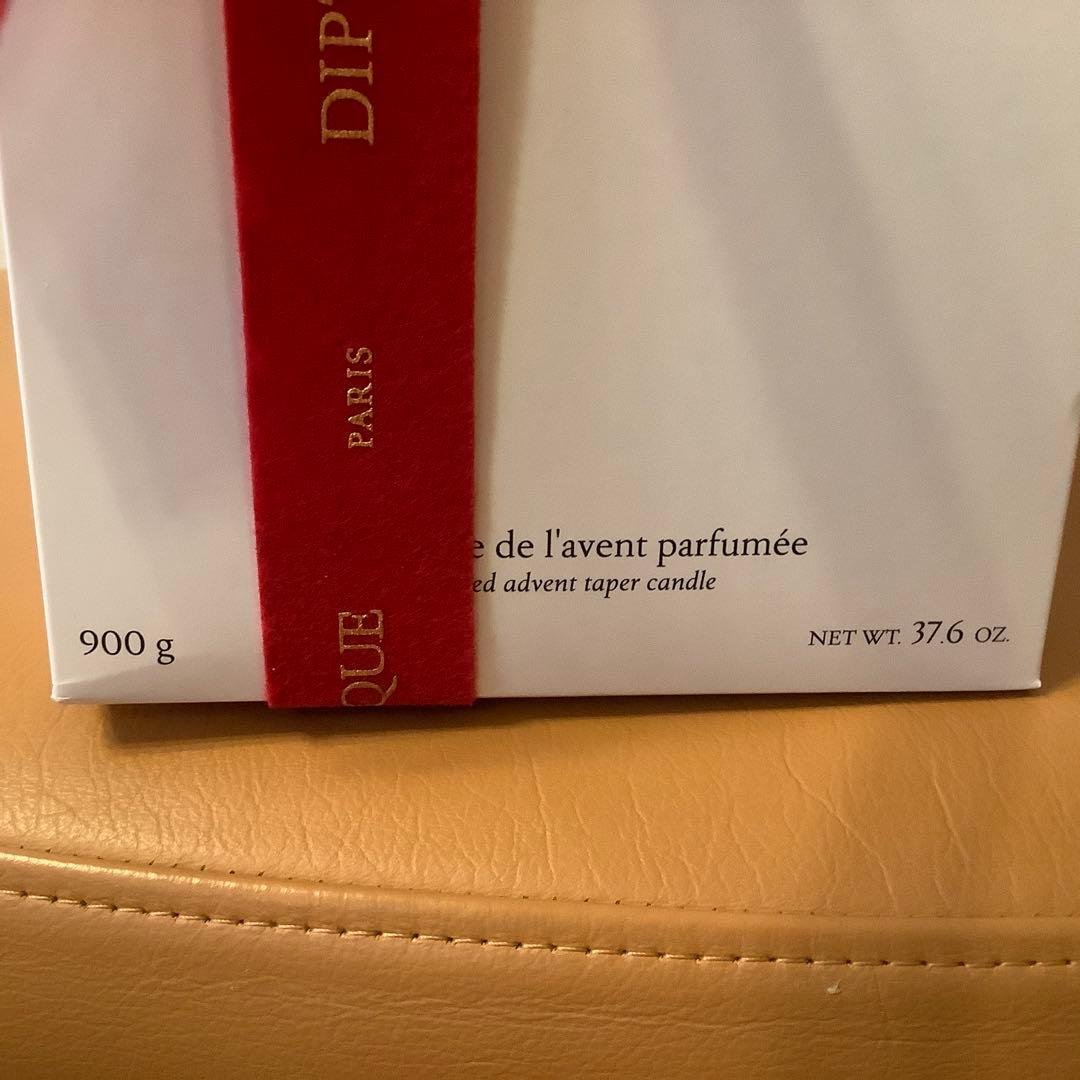 DIP
PARIS
QUE
e de l'avent parfumée
ed advent taper candle
900 g
NET WT. 37.6 OZ.